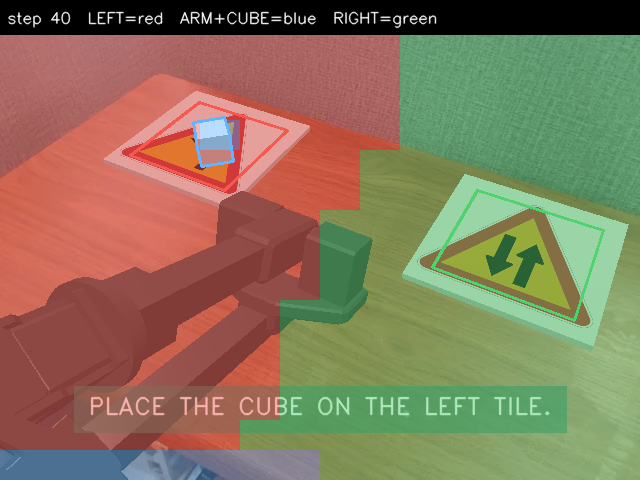 step 40 LEFT=red ARM+CUBE=blue RIGHT=green
PLACE THE CUBE ON THE LEFT TILE.